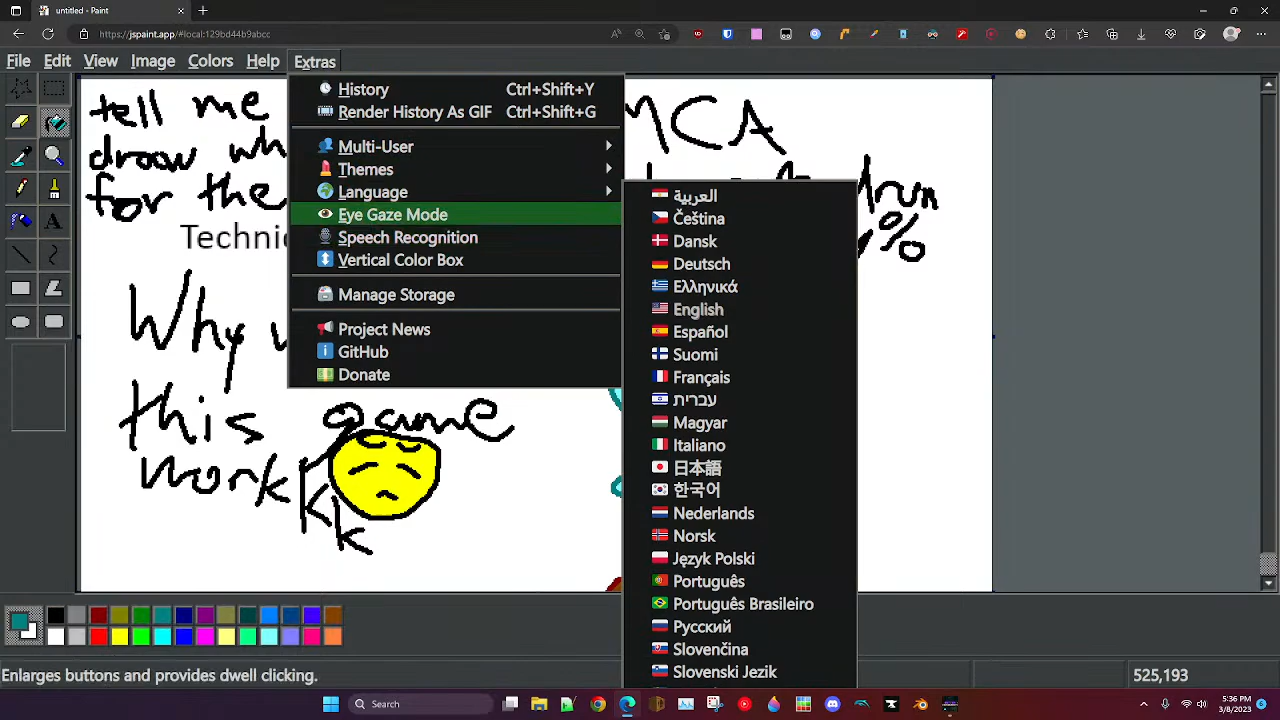 untitled - Paint
https://jspaint.app/#local:129bd44b9abcc
File Edit View Image Colors Help Extras
History Ctrl+Shift+Y
Render History As GIF Ctrl+Shift+G
Multi-User
Themes
Language
Eye Gaze Mode
Speech Recognition
Vertical Color Box
Manage Storage
Project News
GitHub
Donate
العربية
Čeština
Dansk
Deutsch
Ελληνικά
English
Español
Suomi
Français
עברית
Magyar
Italiano
日本語
한국어
Nederlands
Norsk
Język Polski
Português
Português Brasileiro
Русский
Slovenčina
Slovenski Jezik
tell me
draw
for the
Why
this game
work
k
k
%
Enlarges buttons and provides dwell clicking.
525,193
Search
5:36 PM
3/8/2023